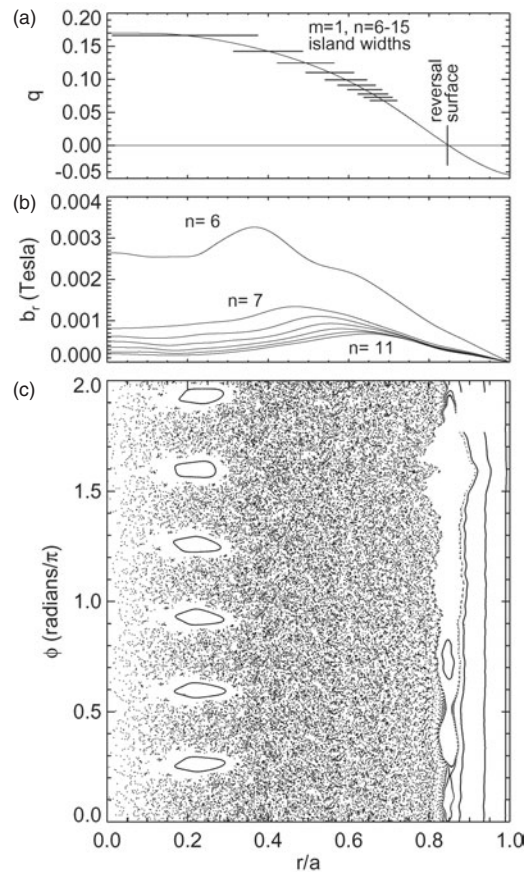 (a)
0.20
0.15
0.10
0.05
0.00
-0.05
q
m=1, n=6-15
island widths
reversal
surface
(b)
0.004
0.003
0.002
0.001
0.000
b_r (Tesla)
n= 6
n= 7
n= 11
(c)
2.0
1.5
1.0
0.5
0.0
ϕ (radians/π)
0.0 0.2 0.4 0.6 0.8 1.0
r/a